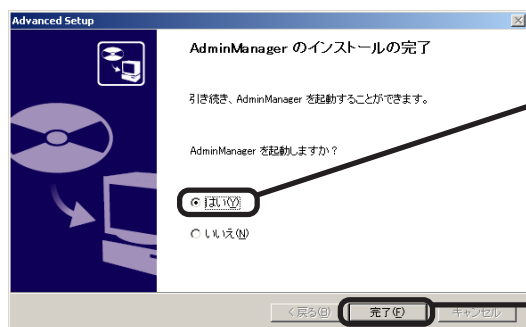 Advanced Setup
AdminManager のインストールの完了
引き続き、AdminManager を起動することができます。
AdminManager を起動しますか？
はい(Y)
いいえ(N)
< 戻る(B) 完了(F) キャンセル